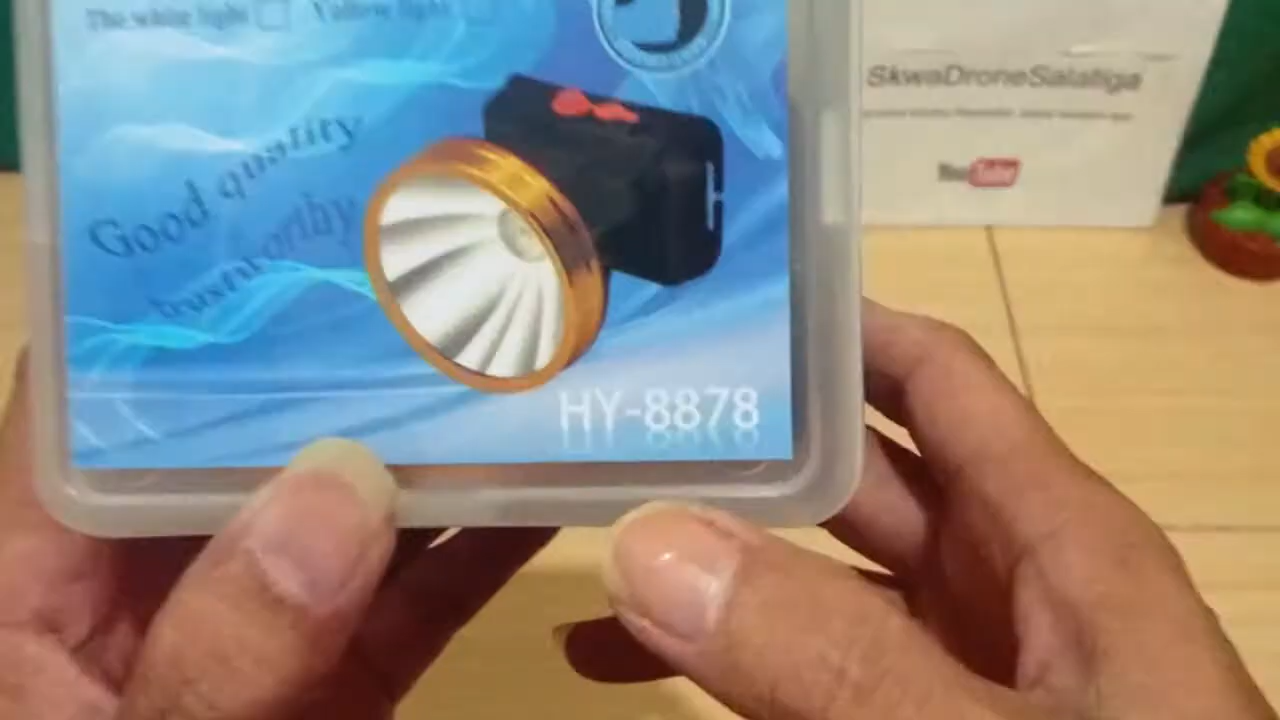 The white light Yellow light
Good quality
trustworthy
HY-8878
SkwaDroneSalatiga
YouTube